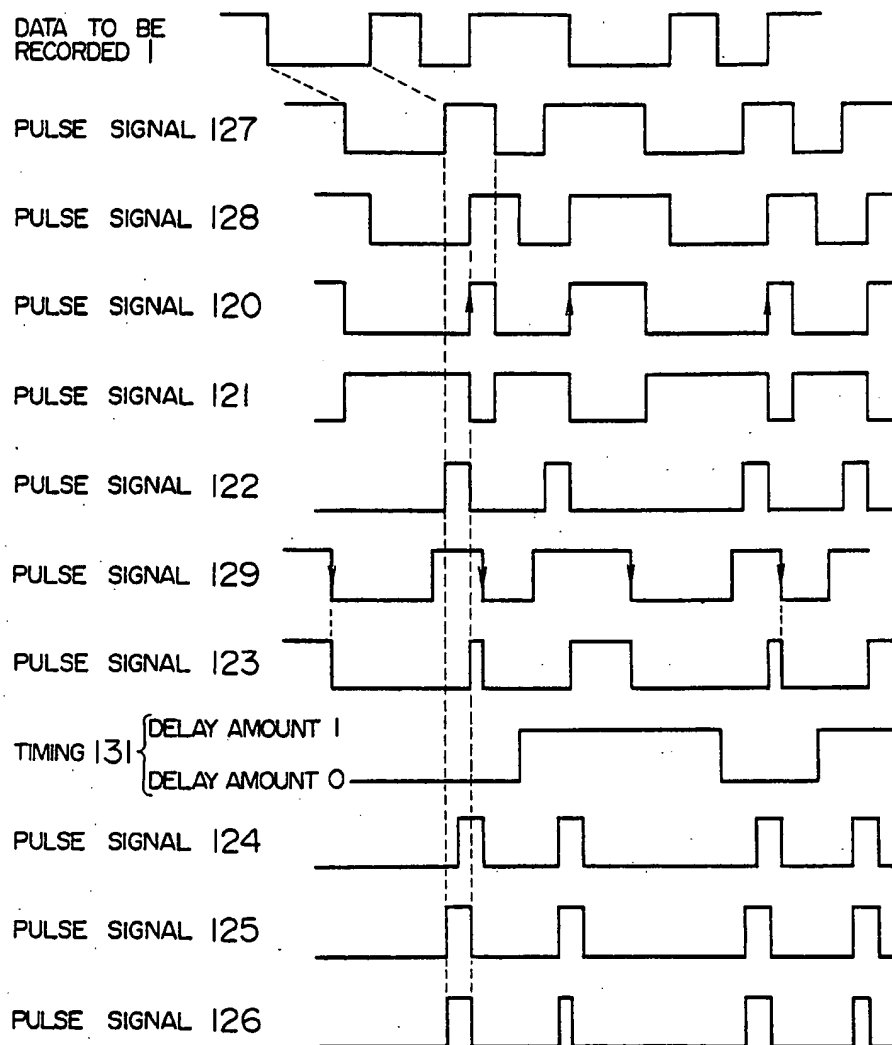 DATA TO BE
RECORDED 1
PULSE SIGNAL 127
PULSE SIGNAL 128
PULSE SIGNAL 120
PULSE SIGNAL 121
PULSE SIGNAL 122
PULSE SIGNAL 129
PULSE SIGNAL 123
TIMING 131
DELAY AMOUNT 1
DELAY AMOUNT 0
PULSE SIGNAL 124
PULSE SIGNAL 125
PULSE SIGNAL 126